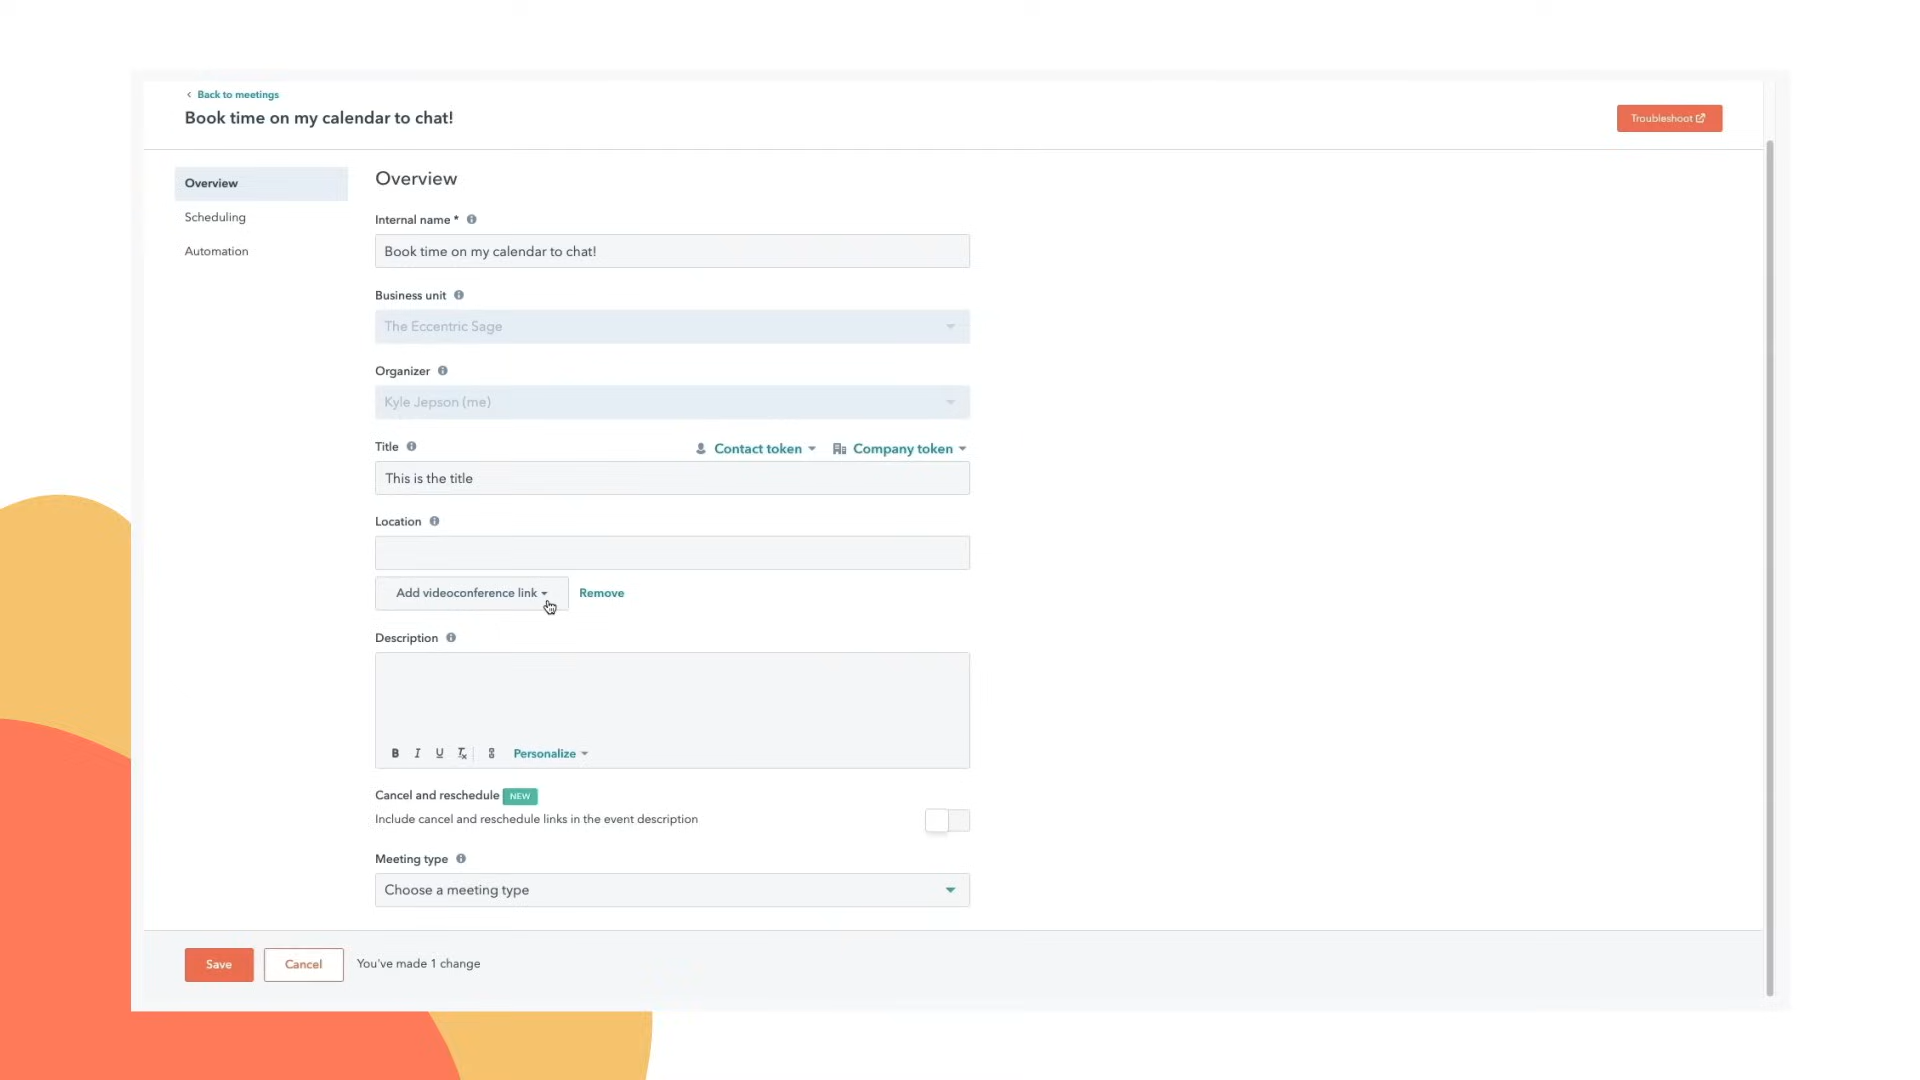 Back to meetings
Book time on my calendar to chat!
Troubleshoot
Overview
Scheduling
Automation
Overview
Internal name *
Book time on my calendar to chat!
Business unit
The Eccentric Sage
Organizer
Kyle Jepson (me)
Title
Contact token
Company token
This is the title
Location
Add videoconference link
Remove
Description
B I U Tx
Personalize
Cancel and reschedule NEW
Include cancel and reschedule links in the event description
Meeting type
Choose a meeting type
Save
Cancel
You've made 1 change